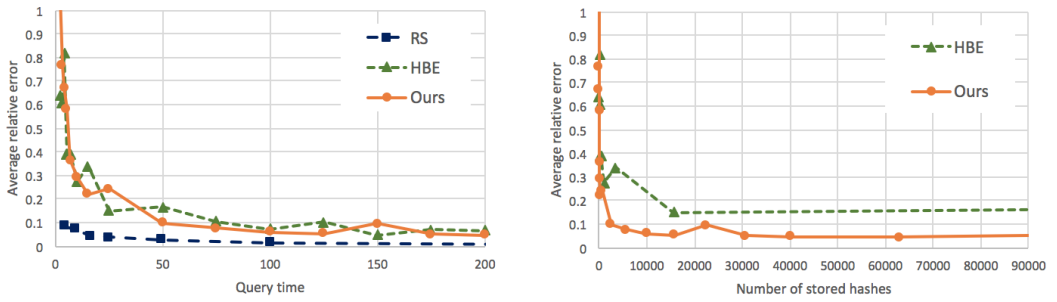 Average relative error
1
0.9
0.8
0.7
0.6
0.5
0.4
0.3
0.2
0.1
0
0 50 100 150 200
Query time
RS
HBE
Ours
Average relative error
1
0.9
0.8
0.7
0.6
0.5
0.4
0.3
0.2
0.1
0
0 10000 20000 30000 40000 50000 60000 70000 80000 90000
Number of stored hashes
HBE
Ours